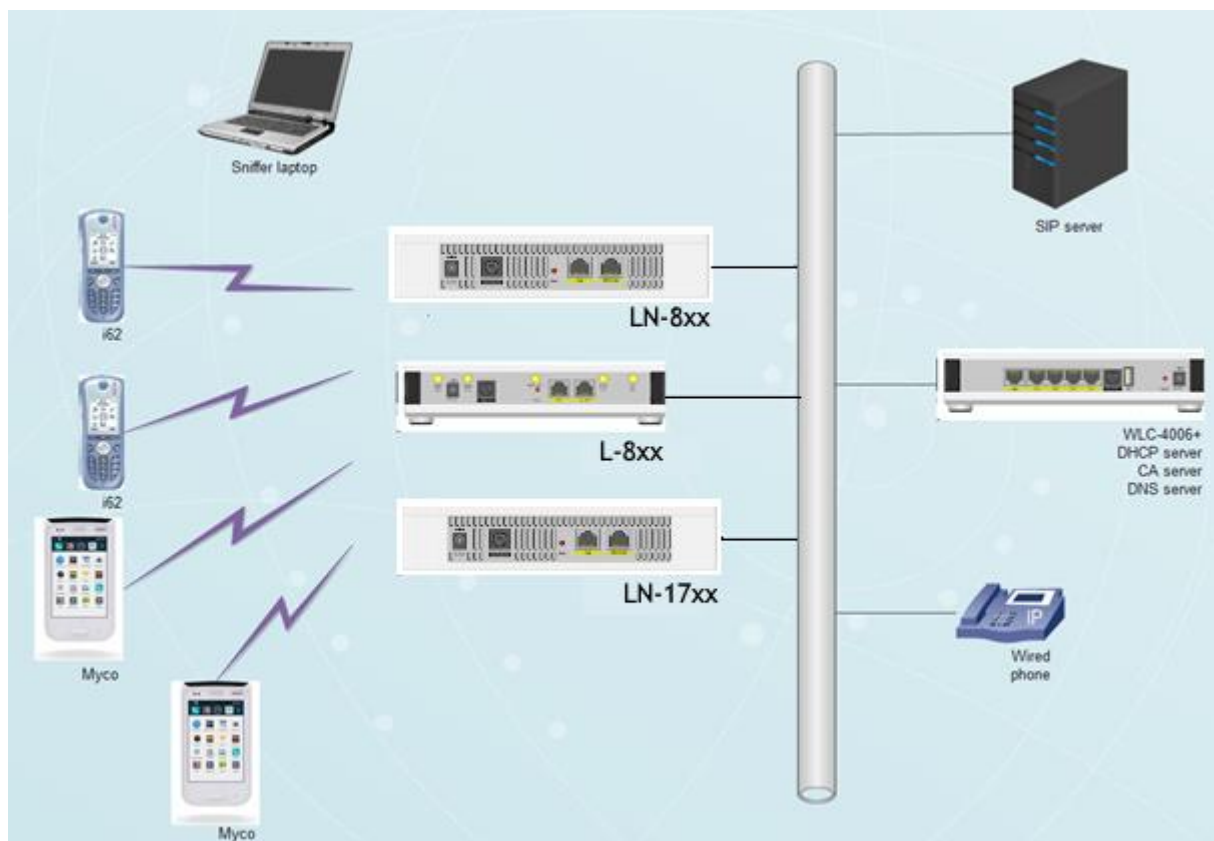 Sniffer laptop
SIP server
i62
LN-8xx
i62
L-8xx
WLC-4006+
DHCP server
CA server
DNS server
LN-17xx
Myco
IP
Wired
phone
Myco